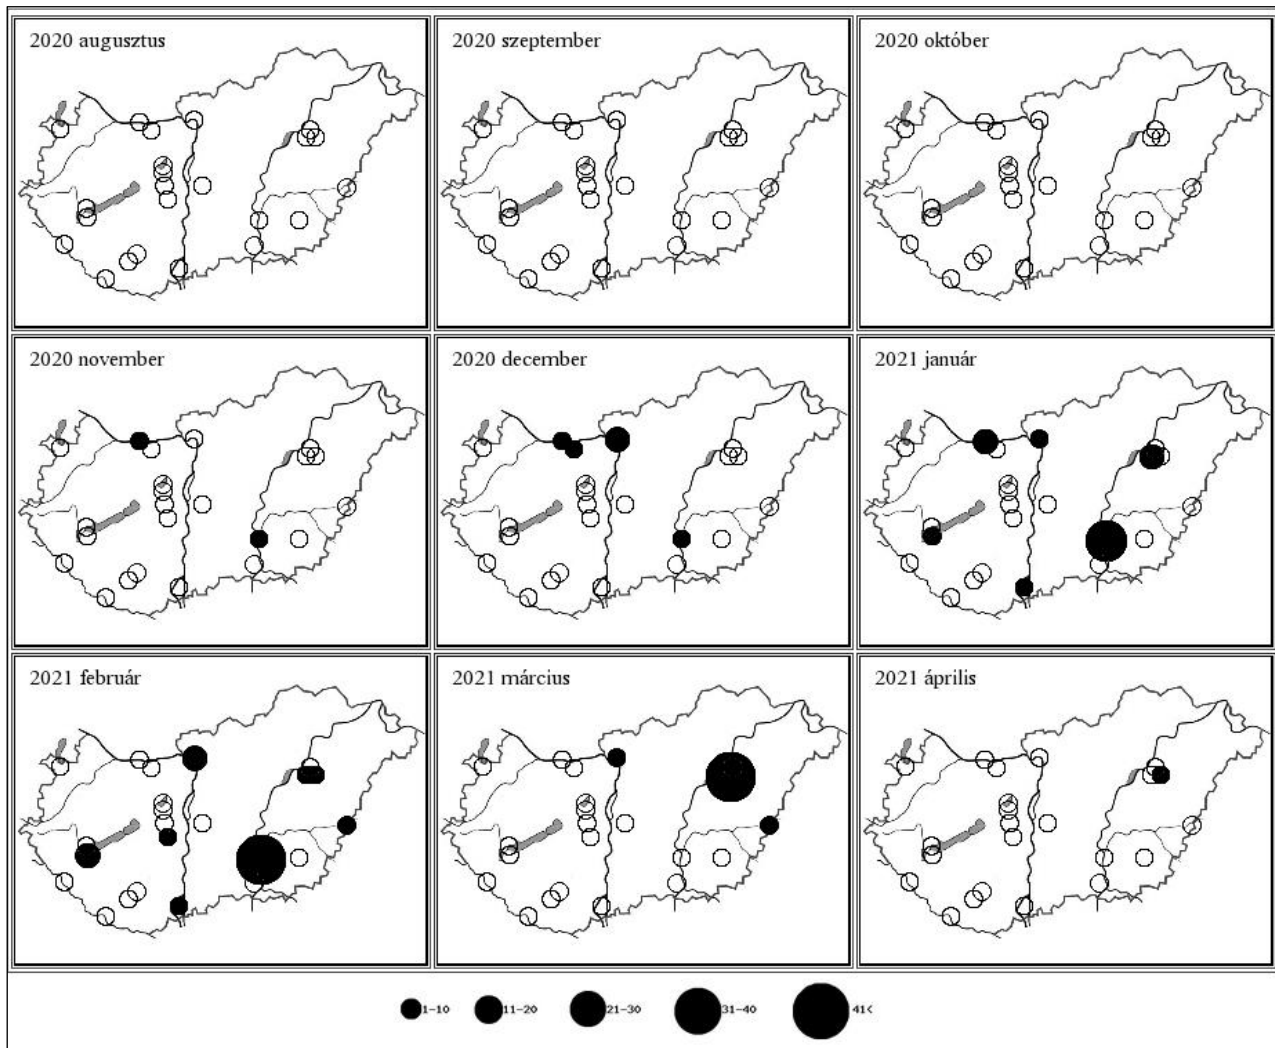 2020 augusztus
2020 szeptember
2020 október
2020 november
2020 december
2021 január
2021 február
2021 március
2021 április
1-10 11-20 21-30 31-40 41<